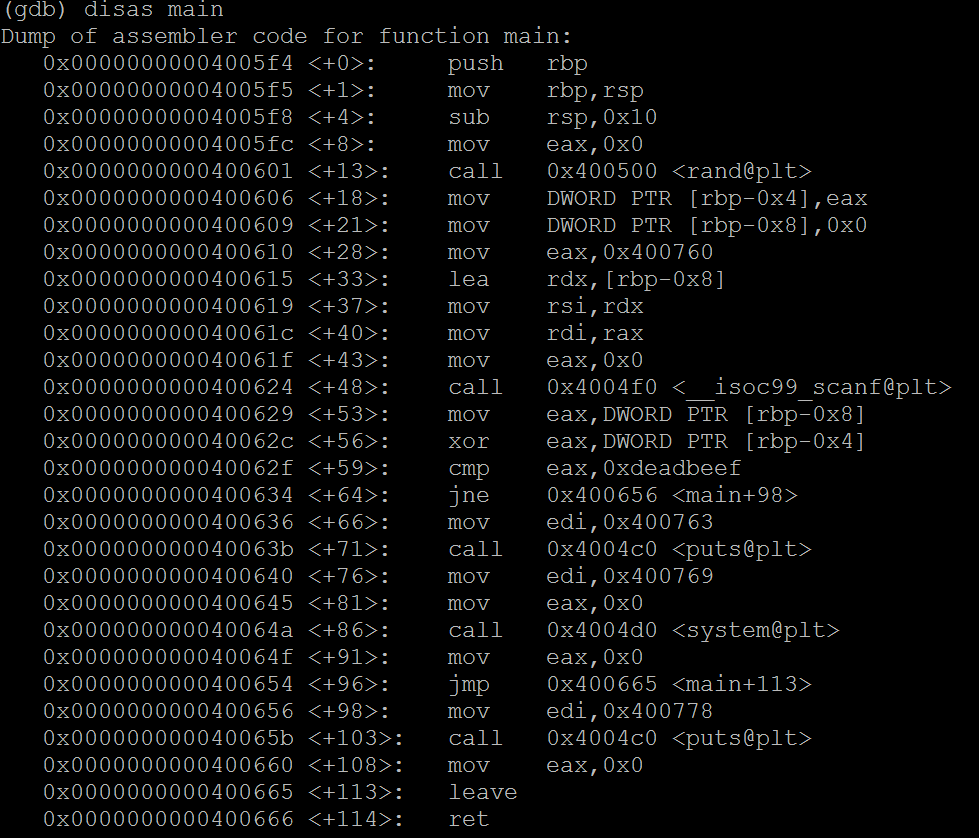 (gdb) disas main
Dump of assembler code for function main:
   0x00000000004005f4 <+0>:     push   rbp
   0x00000000004005f5 <+1>:     mov    rbp,rsp
   0x00000000004005f8 <+4>:     sub    rsp,0x10
   0x00000000004005fc <+8>:     mov    eax,0x0
   0x0000000000400601 <+13>:    call   0x400500 <rand@plt>
   0x0000000000400606 <+18>:    mov    DWORD PTR [rbp-0x4],eax
   0x0000000000400609 <+21>:    mov    DWORD PTR [rbp-0x8],0x0
   0x0000000000400610 <+28>:    mov    eax,0x400760
   0x0000000000400615 <+33>:    lea    rdx,[rbp-0x8]
   0x0000000000400619 <+37>:    mov    rsi,rdx
   0x000000000040061c <+40>:    mov    rdi,rax
   0x000000000040061f <+43>:    mov    eax,0x0
   0x0000000000400624 <+48>:    call   0x4004f0 <__isoc99_scanf@plt>
   0x0000000000400629 <+53>:    mov    eax,DWORD PTR [rbp-0x8]
   0x000000000040062c <+56>:    xor    eax,DWORD PTR [rbp-0x4]
   0x000000000040062f <+59>:    cmp    eax,0xdeadbeef
   0x0000000000400634 <+64>:    jne    0x400656 <main+98>
   0x0000000000400636 <+66>:    mov    edi,0x400763
   0x000000000040063b <+71>:    call   0x4004c0 <puts@plt>
   0x0000000000400640 <+76>:    mov    edi,0x400769
   0x0000000000400645 <+81>:    mov    eax,0x0
   0x000000000040064a <+86>:    call   0x4004d0 <system@plt>
   0x000000000040064f <+91>:    mov    eax,0x0
   0x0000000000400654 <+96>:    jmp    0x400665 <main+113>
   0x0000000000400656 <+98>:    mov    edi,0x400778
   0x000000000040065b <+103>:   call   0x4004c0 <puts@plt>
   0x0000000000400660 <+108>:   mov    eax,0x0
   0x0000000000400665 <+113>:   leave
   0x0000000000400666 <+114>:   ret